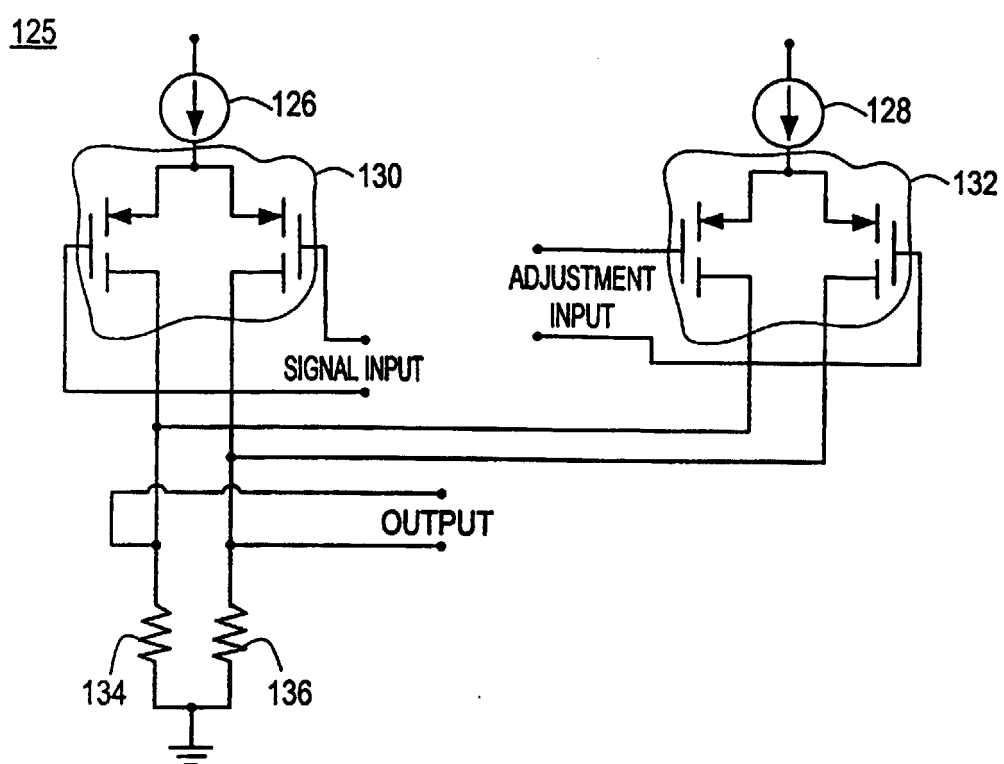 125
126
128
130
132
ADJUSTMENT
INPUT
SIGNAL INPUT
OUTPUT
134
136